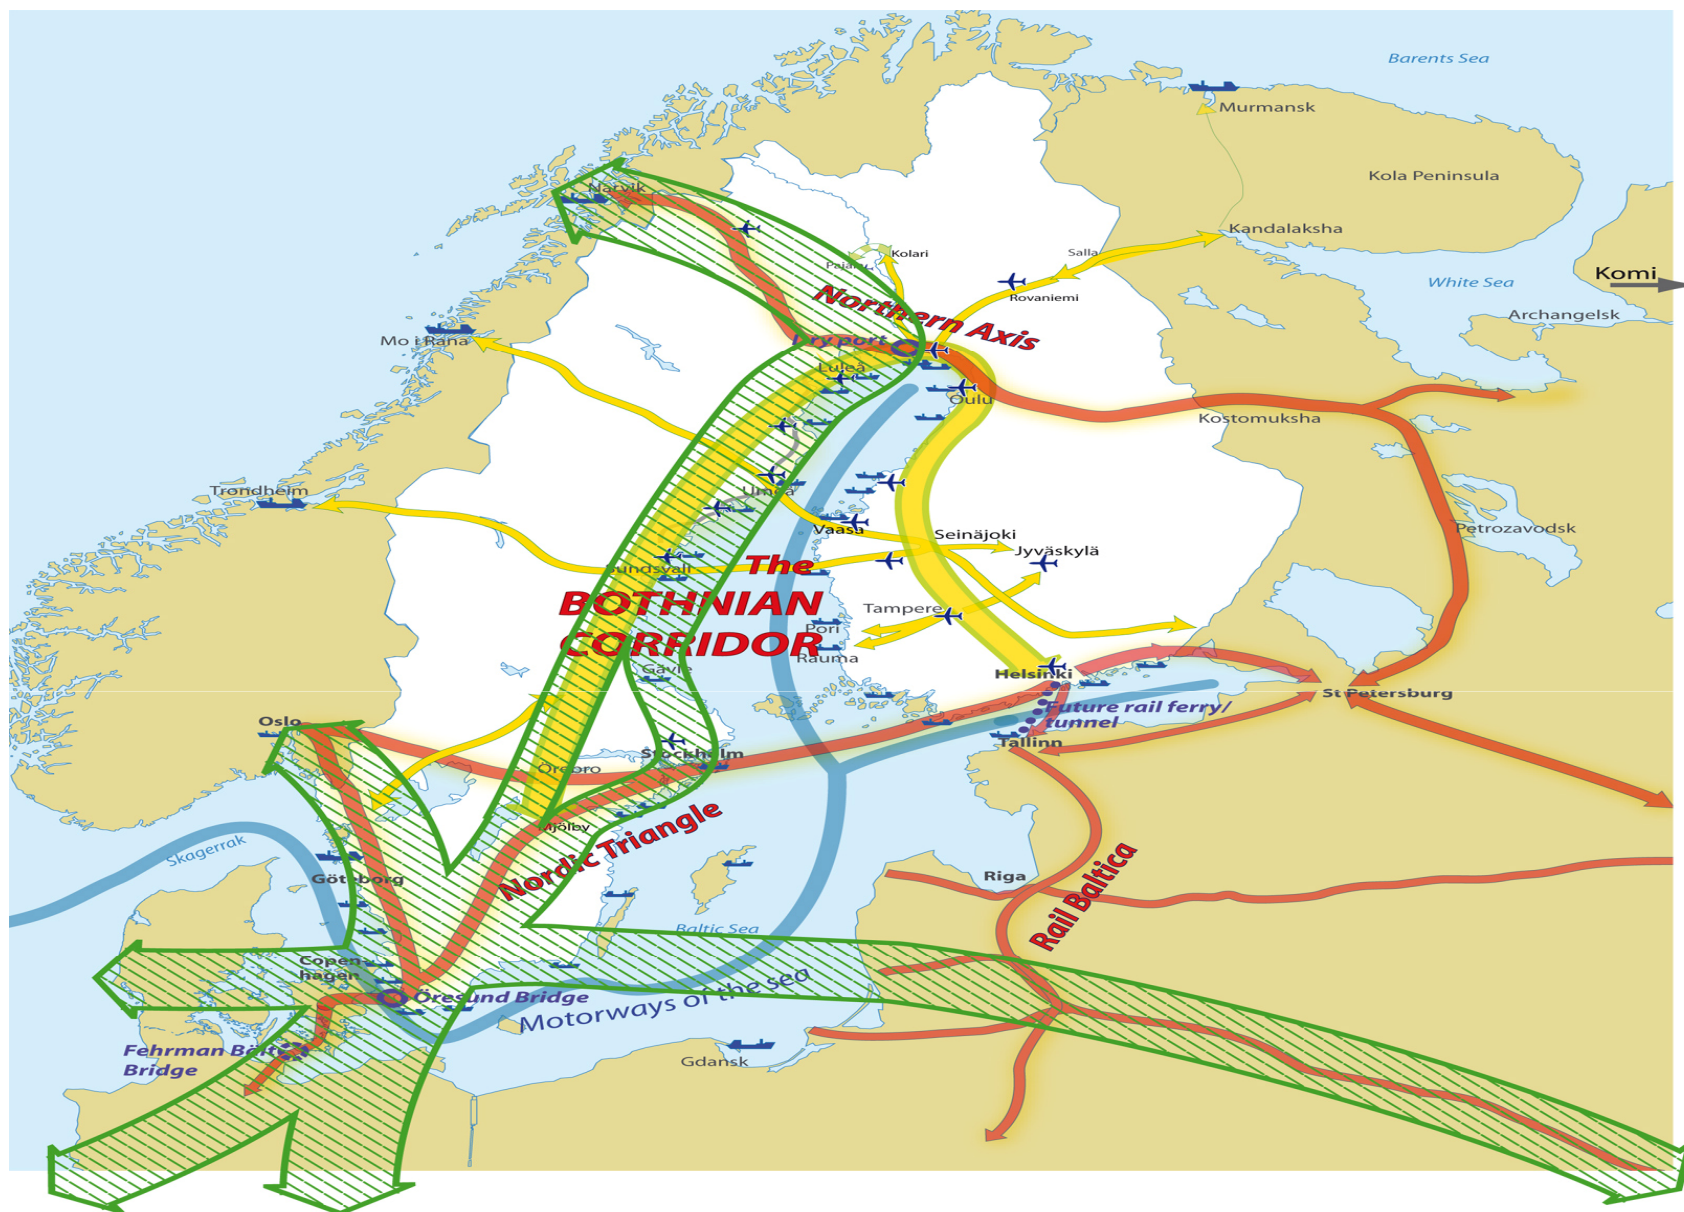 Barents Sea
Murmansk
Kola Peninsula
Narvik
Kandalaksha
Kolari
Salla
Pajala
Komi
White Sea
Rovaniemi
Northern Axis
Archangelsk
Mo i Rana
Dry port
Luleå
Oulu
Kostomuksha
Trondheim
Umeå
Vaasa
Seinäjoki
Petrozavodsk
Jyväskylä
Sundsvall
The
BOTHNIAN
CORRIDOR
Tampere
Pori
Rauma
Gävle
Helsinki
St Petersburg
Future rail ferry/
tunnel
Oslo
Tallinn
Stockholm
Örebro
Mjölby
Nordic Triangle
Skagerrak
Göteborg
Riga
Rail Baltica
Baltic Sea
Copen-
hagen
Öresund Bridge
Motorways of the sea
Fehrman Bält
Bridge
Gdansk